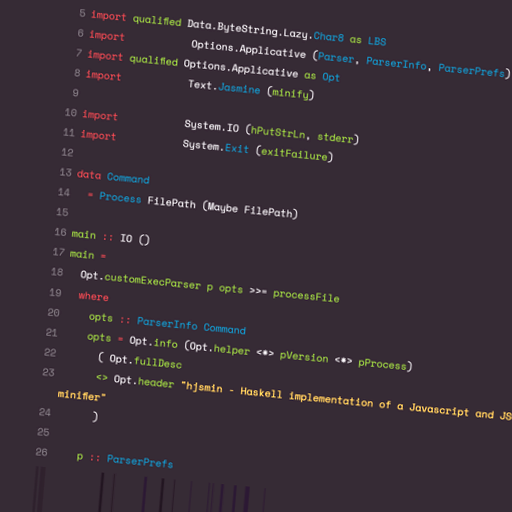 5 import qualified Data.ByteString.Lazy.Char8 as LBS
6 import Options.Applicative (Parser, ParserInfo, ParserPrefs)
7 import qualified Options.Applicative as Opt
8 import Text.Jasmine (minify)
9
10 import System.IO (hPutStrLn, stderr)
11 import System.Exit (exitFailure)
12
13 data Command
14 = Process FilePath (Maybe FilePath)
15
16 main :: IO ()
17 main =
18 Opt.customExecParser p opts >>= processFile
19 where
20 opts :: ParserInfo Command
21 opts = Opt.info (Opt.helper <*> pVersion <*> pProcess)
22 ( Opt.fullDesc
23 <> Opt.header "hjsmin - Haskell implementation of a Javascript and JS
minifier"
24 )
25
26 p :: ParserPrefs